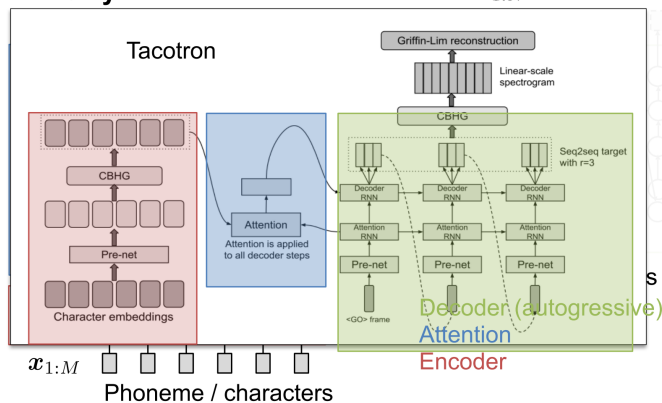 Tacotron
Griffin-Lim reconstruction
Linear-scale
spectrogram
CBHG
Seq2seq target
with r=3
CBHG
Decoder
RNN
Decoder
RNN
Decoder
RNN
Attention
RNN
Attention
RNN
Attention
RNN
Attention
Attention is applied
to all decoder steps
Pre-net
Pre-net
Pre-net
Pre-net
Character embeddings
<GO> frame
s
Decoder (autogressive)
Attention
Encoder
x1:M
Phoneme / characters